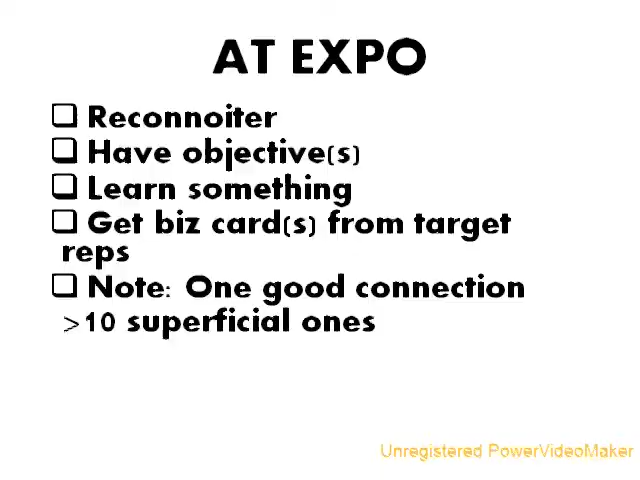 AT EXPO
❑ Reconnoiter
❑ Have objective(s)
❑ Learn something
❑ Get biz card(s) from target
reps
❑ Note: One good connection
>10 superficial ones
Unregistered PowerVideoMaker